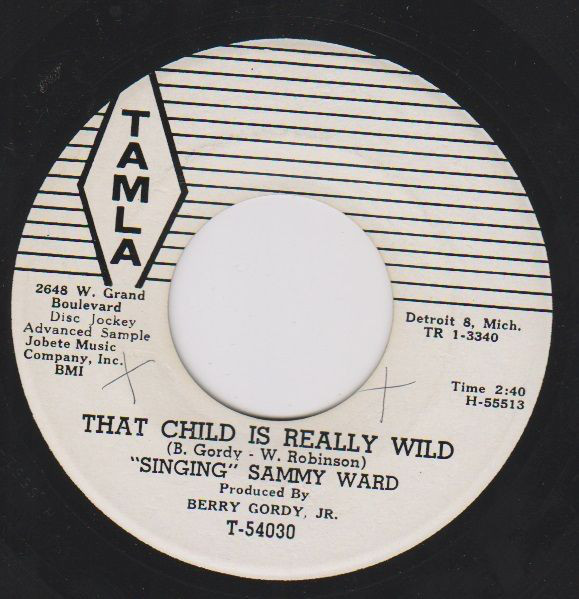 TAMLA
2648 W. Grand
Boulevard
Disc Jockey
Advanced Sample
Jobete Music
Company, Inc.
BMI
Detroit 8, Mich.
TR 1-3340
Time 2:40
H-55513
THAT CHILD IS REALLY WILD
(B. Gordy - W. Robinson)
"SINGING" SAMMY WARD
Produced By
BERRY GORDY, JR.
T-54030